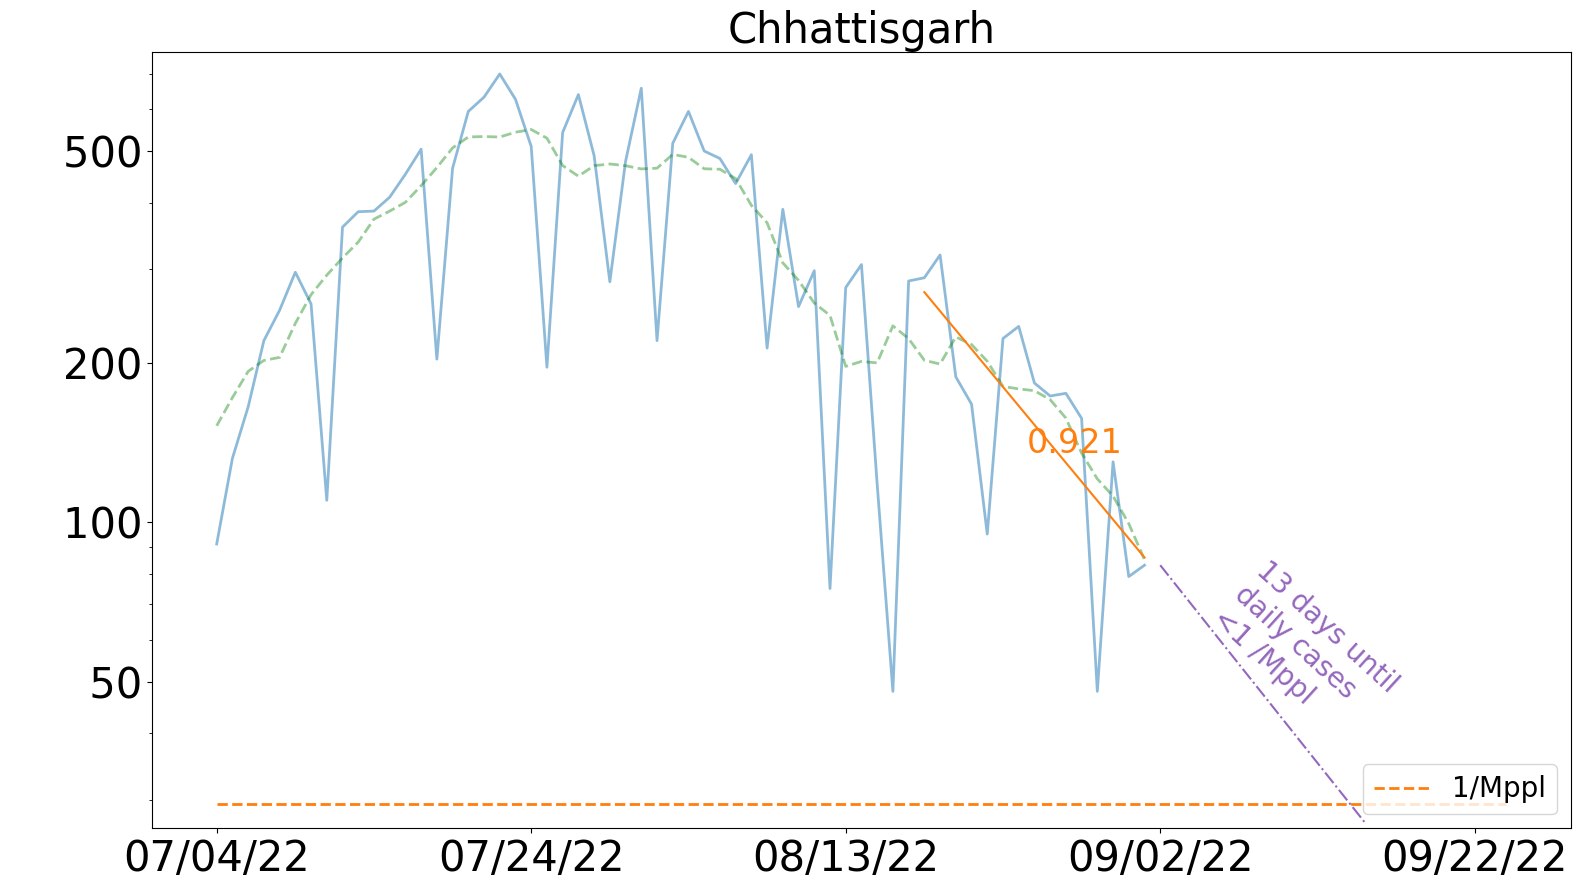 Chhattisgarh
500
200
100
50
0.921
13 days until
daily cases
<1 /Mppl
1/Mppl
07/04/22
07/24/22
08/13/22
09/02/22
09/22/22